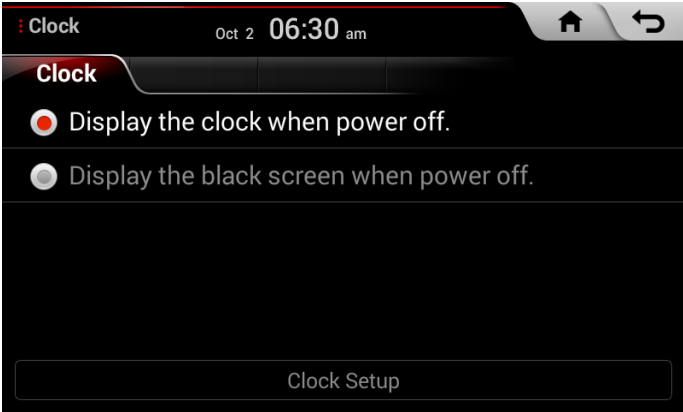 Clock
Oct 2 06:30 am
Clock
Display the clock when power off.
Display the black screen when power off.
Clock Setup